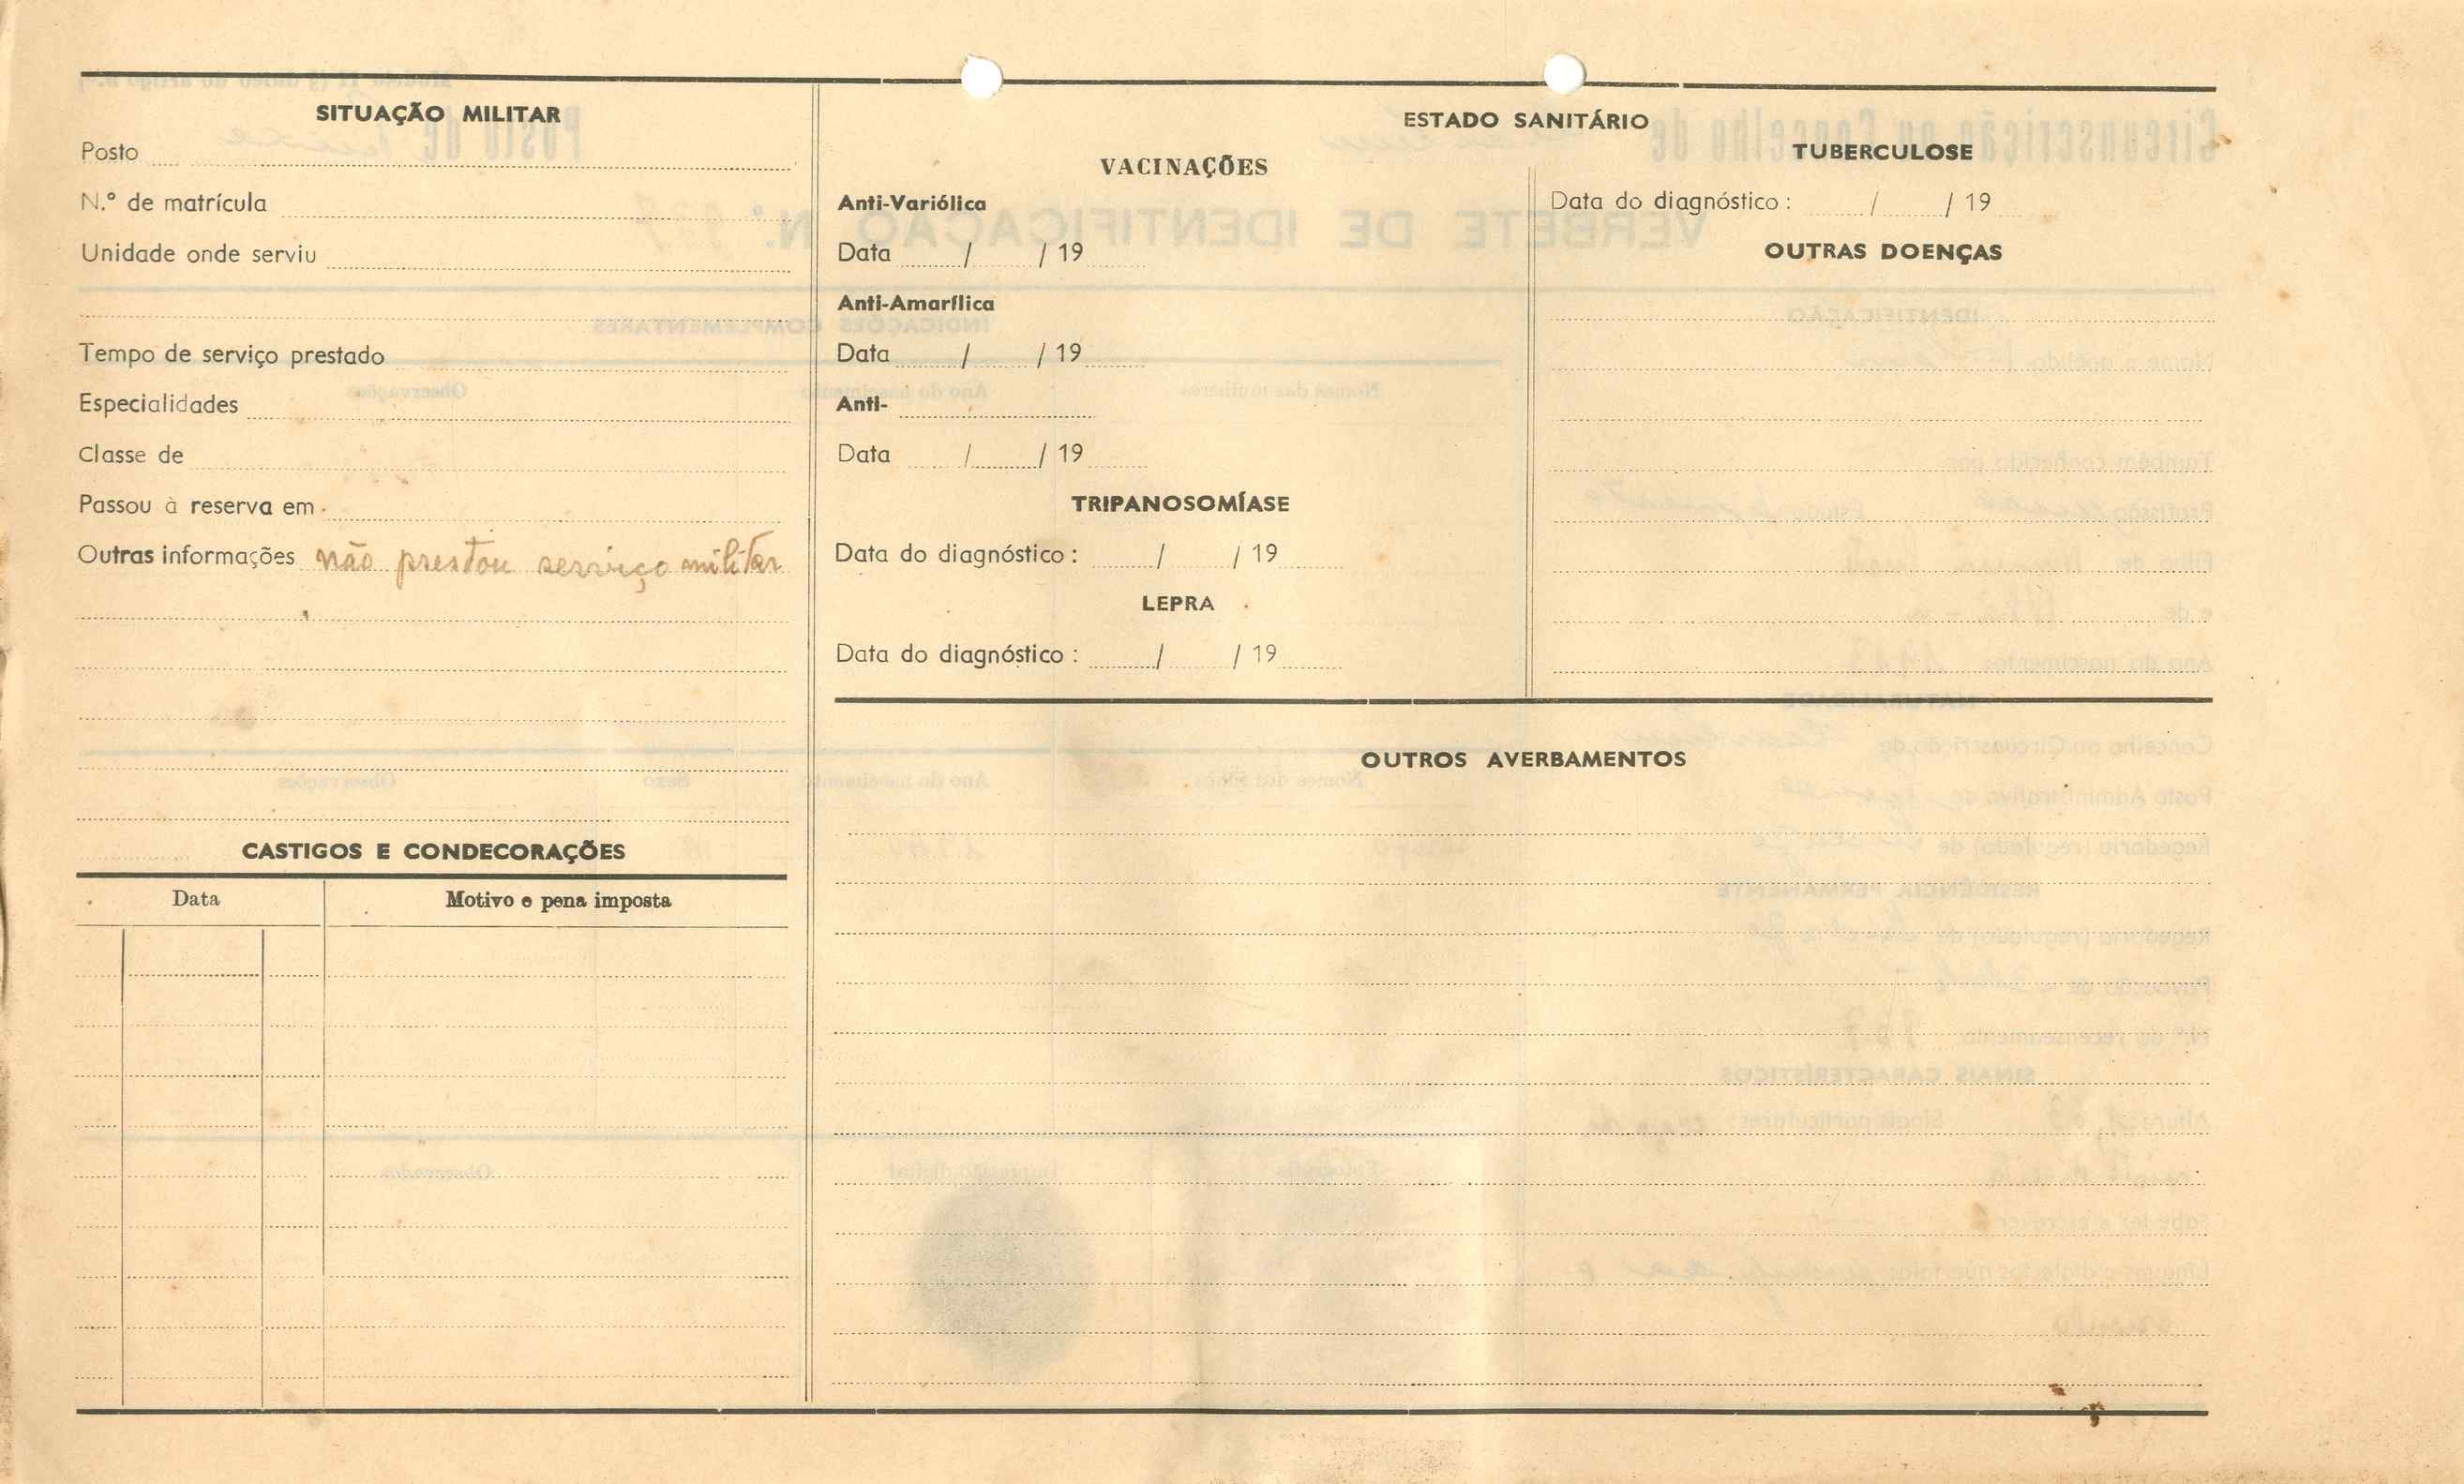 SITUAÇÃO MILITAR
Posto
N.º de matrícula
Unidade onde serviu
Tempo de serviço prestado
Especialidades
Classe de
Passou à reserva em
Outras informações não prestou serviço militar
CASTIGOS E CONDECORAÇÕES
Data Motivo e pena imposta
ESTADO SANITÁRIO
VACINAÇÕES
Anti-Variólica
Data / / 19
Anti-Amarílica
Data / / 19
Anti-
Data / / 19
TRIPANOSOMÍASE
Data do diagnóstico : / / 19
LEPRA
Data do diagnóstico : / / 19
TUBERCULOSE
Data do diagnóstico : / / 19
OUTRAS DOENÇAS
OUTROS AVERBAMENTOS